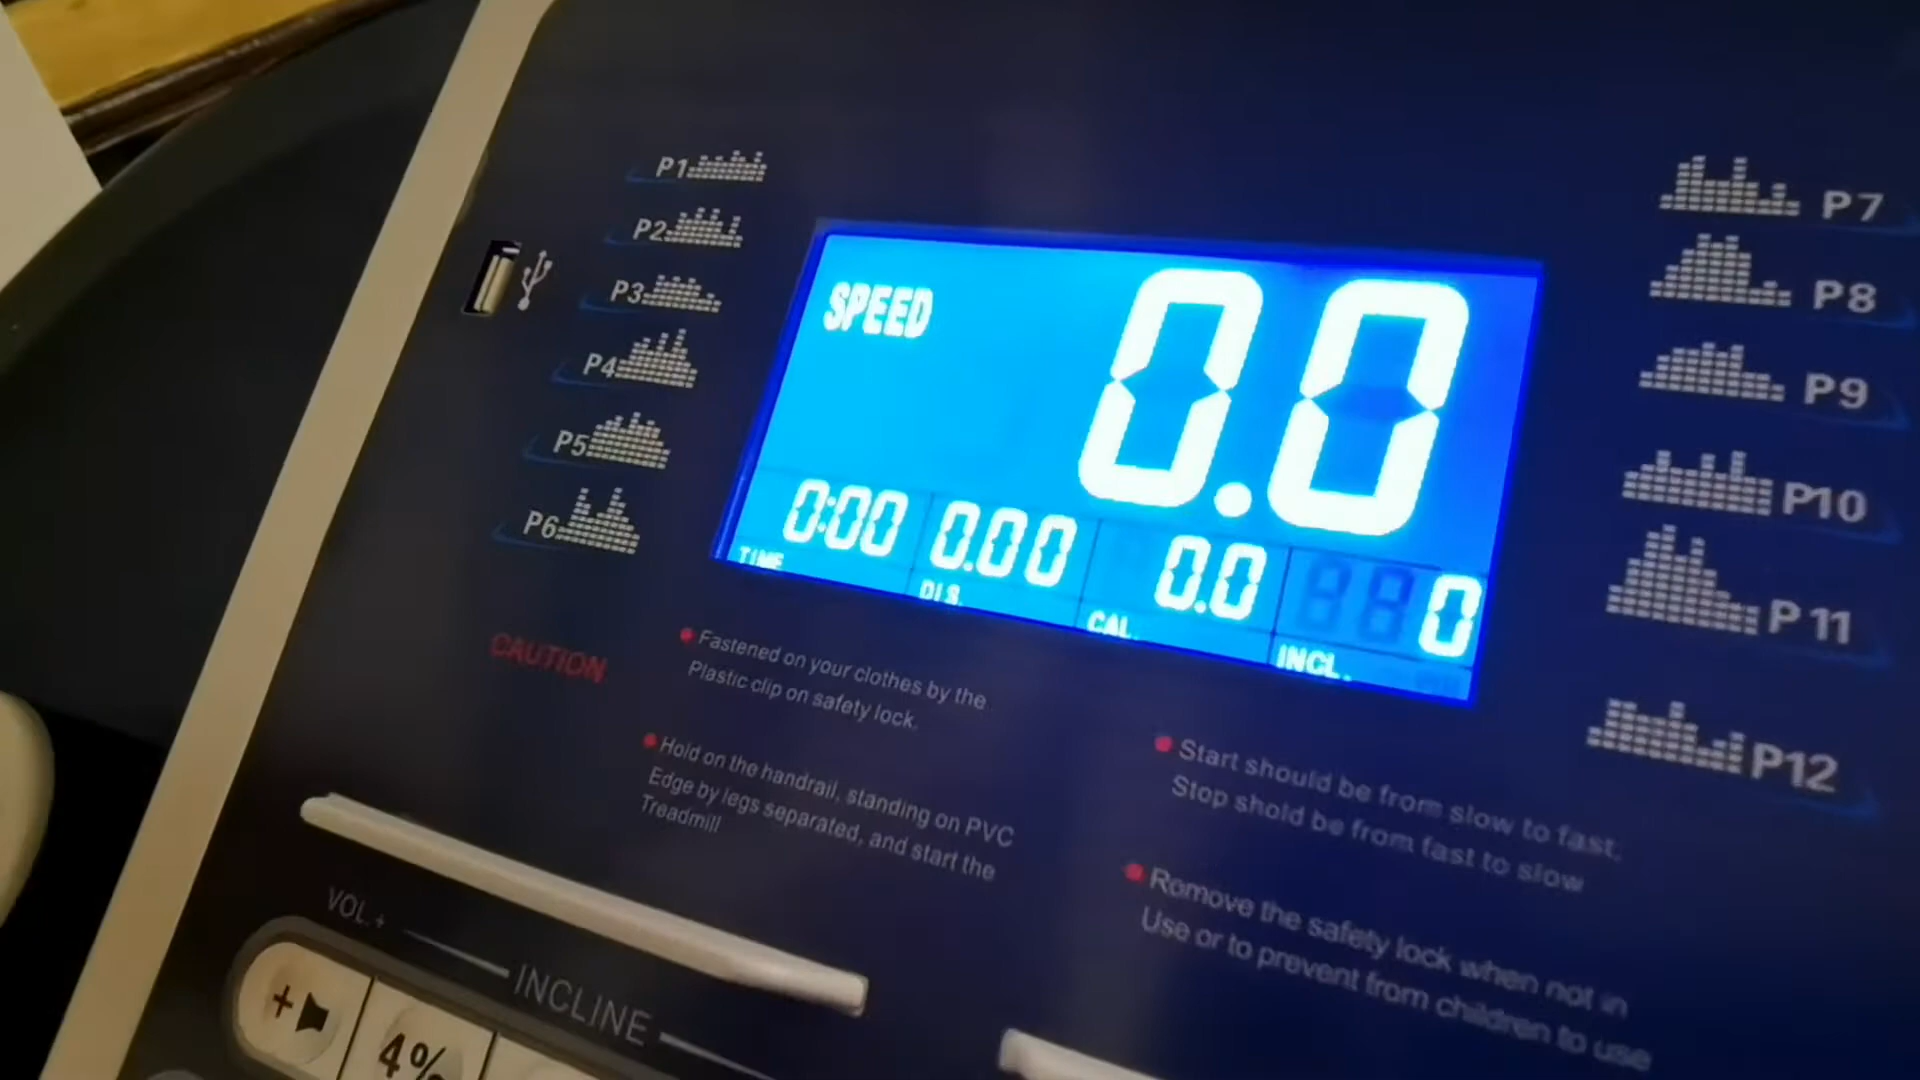 P1
P2
P3
P4
P5
P6
SPEED
0.0
0:00
0.00
0.0
0
TIME
DIS.
CAL.
INCL.
P7
P8
P9
P10
P11
P12
CAUTION
Fastened on your clothes by the
Plastic clip on safety lock.
Hold on the handrail, standing on PVC
Edge by legs separated, and start the
Treadmill
Start should be from slow to fast,
Stop shold be from fast to slow
Remove the safety lock when not in
Use or to prevent from children to use
VOL.+
INCLINE
+
4%